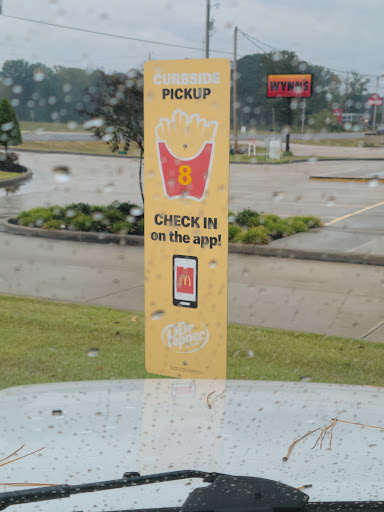 CURBSIDE
PICKUP
8
CHECK IN
on the app!
Dr Pepper
WYNN'S